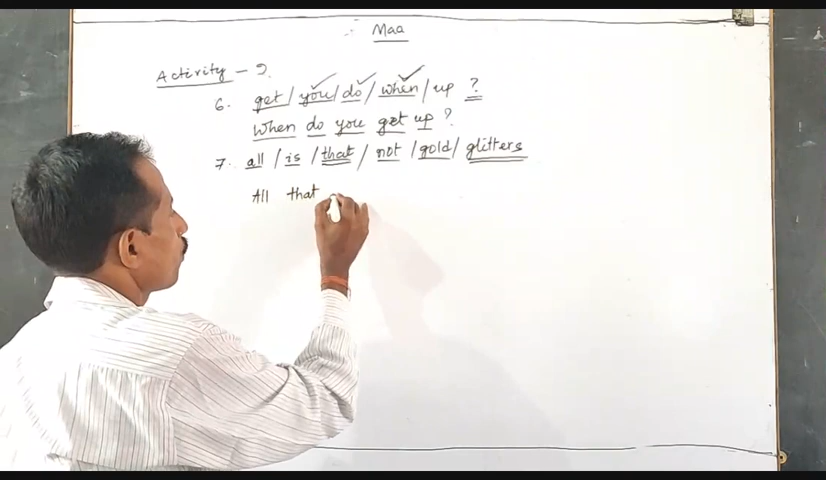 Maa
Activity - 9.
6. get / you / do / when / up ?
When do you get up ?
7. all / is / that / not / gold / glitters
All that